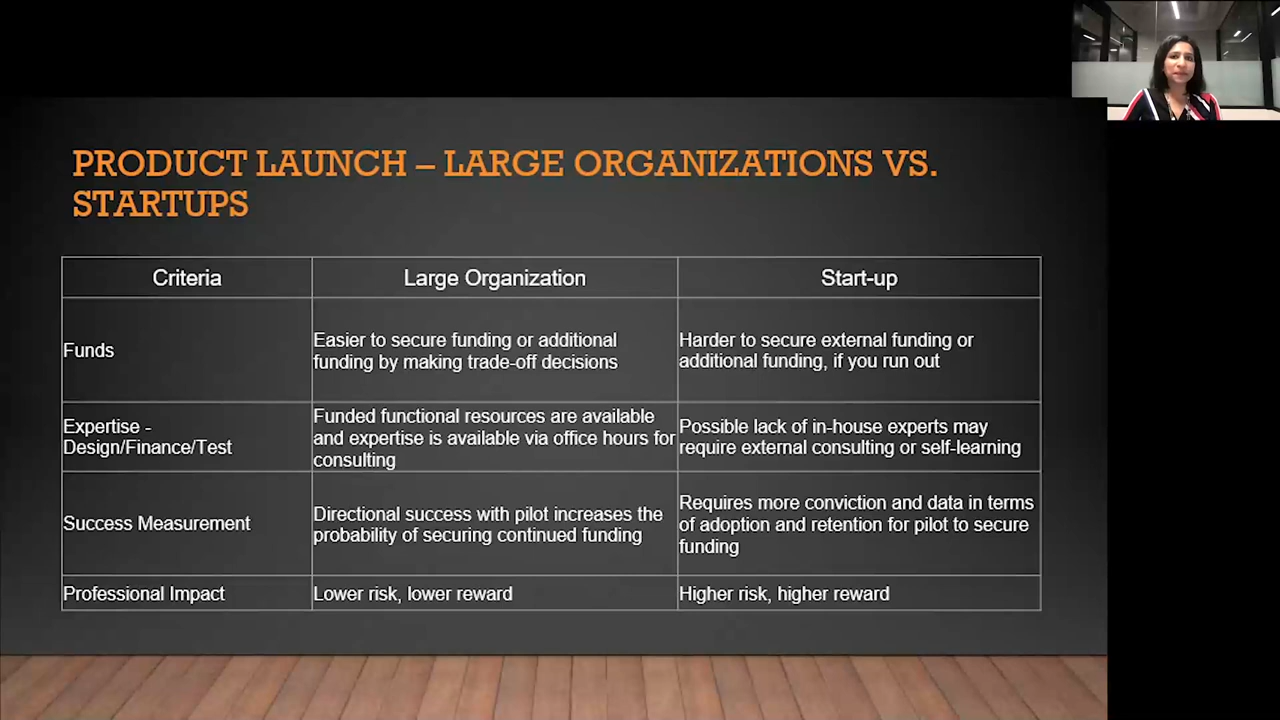 PRODUCT LAUNCH – LARGE ORGANIZATIONS VS.
STARTUPS
Criteria
Large Organization
Start-up
Funds
Easier to secure funding or additional
funding by making trade-off decisions
Harder to secure external funding or
additional funding, if you run out
Expertise -
Design/Finance/Test
Funded functional resources are available
and expertise is available via office hours for
consulting
Possible lack of in-house experts may
require external consulting or self-learning
Success Measurement
Directional success with pilot increases the
probability of securing continued funding
Requires more conviction and data in terms
of adoption and retention for pilot to secure
funding
Professional Impact
Lower risk, lower reward
Higher risk, higher reward